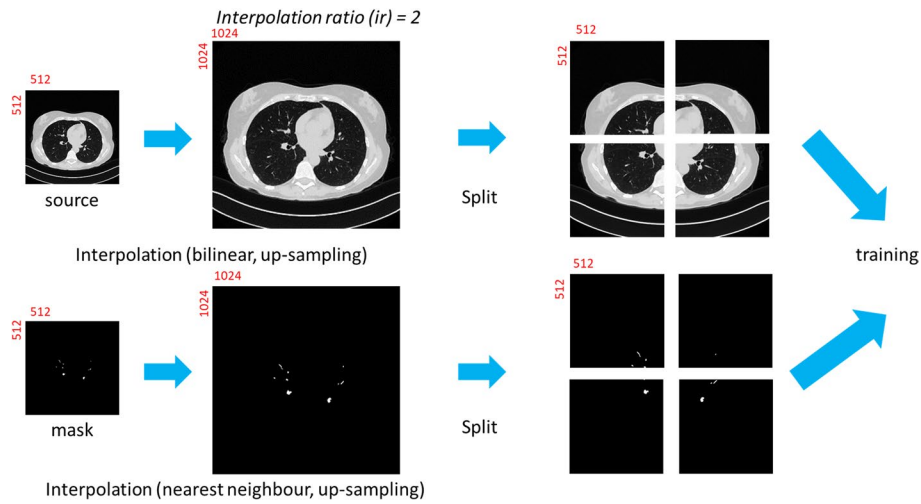 Interpolation ratio (ir) = 2
1024
1024
512
512
512
512
source
Split
Interpolation (bilinear, up-sampling)
training
1024
1024
512
512
512
512
mask
Split
Interpolation (nearest neighbour, up-sampling)